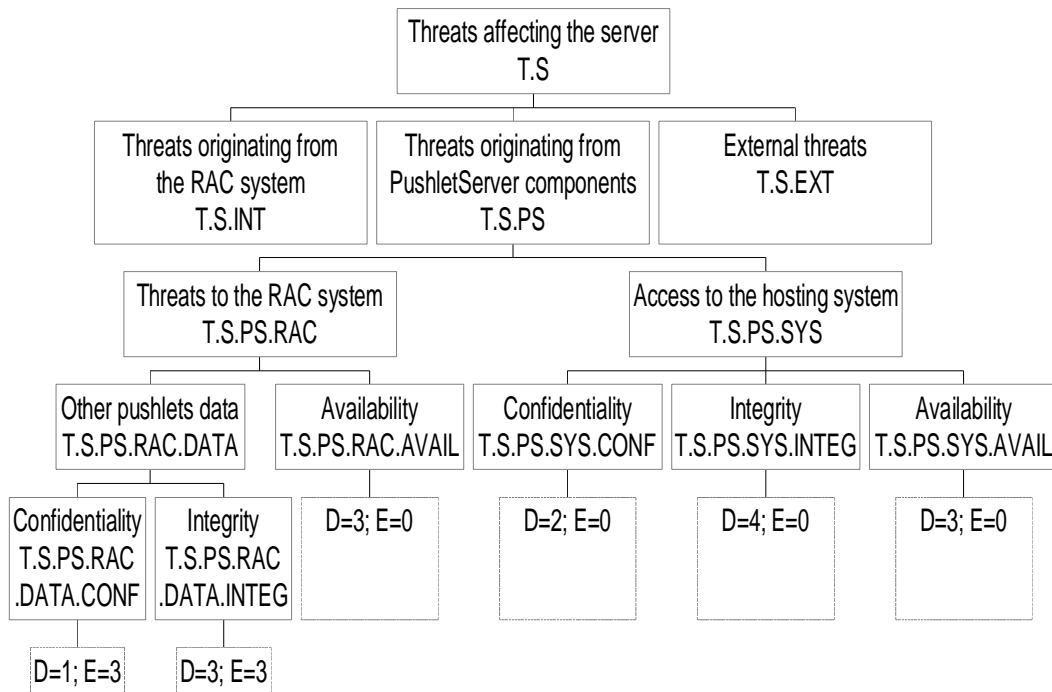 Threats affecting the server
T.S
Threats originating from
the RAC system
T.S.INT
Threats originating from
PushletServer components
T.S.PS
External threats
T.S.EXT
Threats to the RAC system
T.S.PS.RAC
Access to the hosting system
T.S.PS.SYS
Other pushlets data
T.S.PS.RAC.DATA
Availability
T.S.PS.RAC.AVAIL
Confidentiality
T.S.PS.SYS.CONF
Integrity
T.S.PS.SYS.INTEG
Availability
T.S.PS.SYS.AVAIL
Confidentiality
T.S.PS.RAC
.DATA.CONF
Integrity
T.S.PS.RAC
.DATA.INTEG
D=3; E=0
D=2; E=0
D=4; E=0
D=3; E=0
D=1; E=3
D=3; E=3